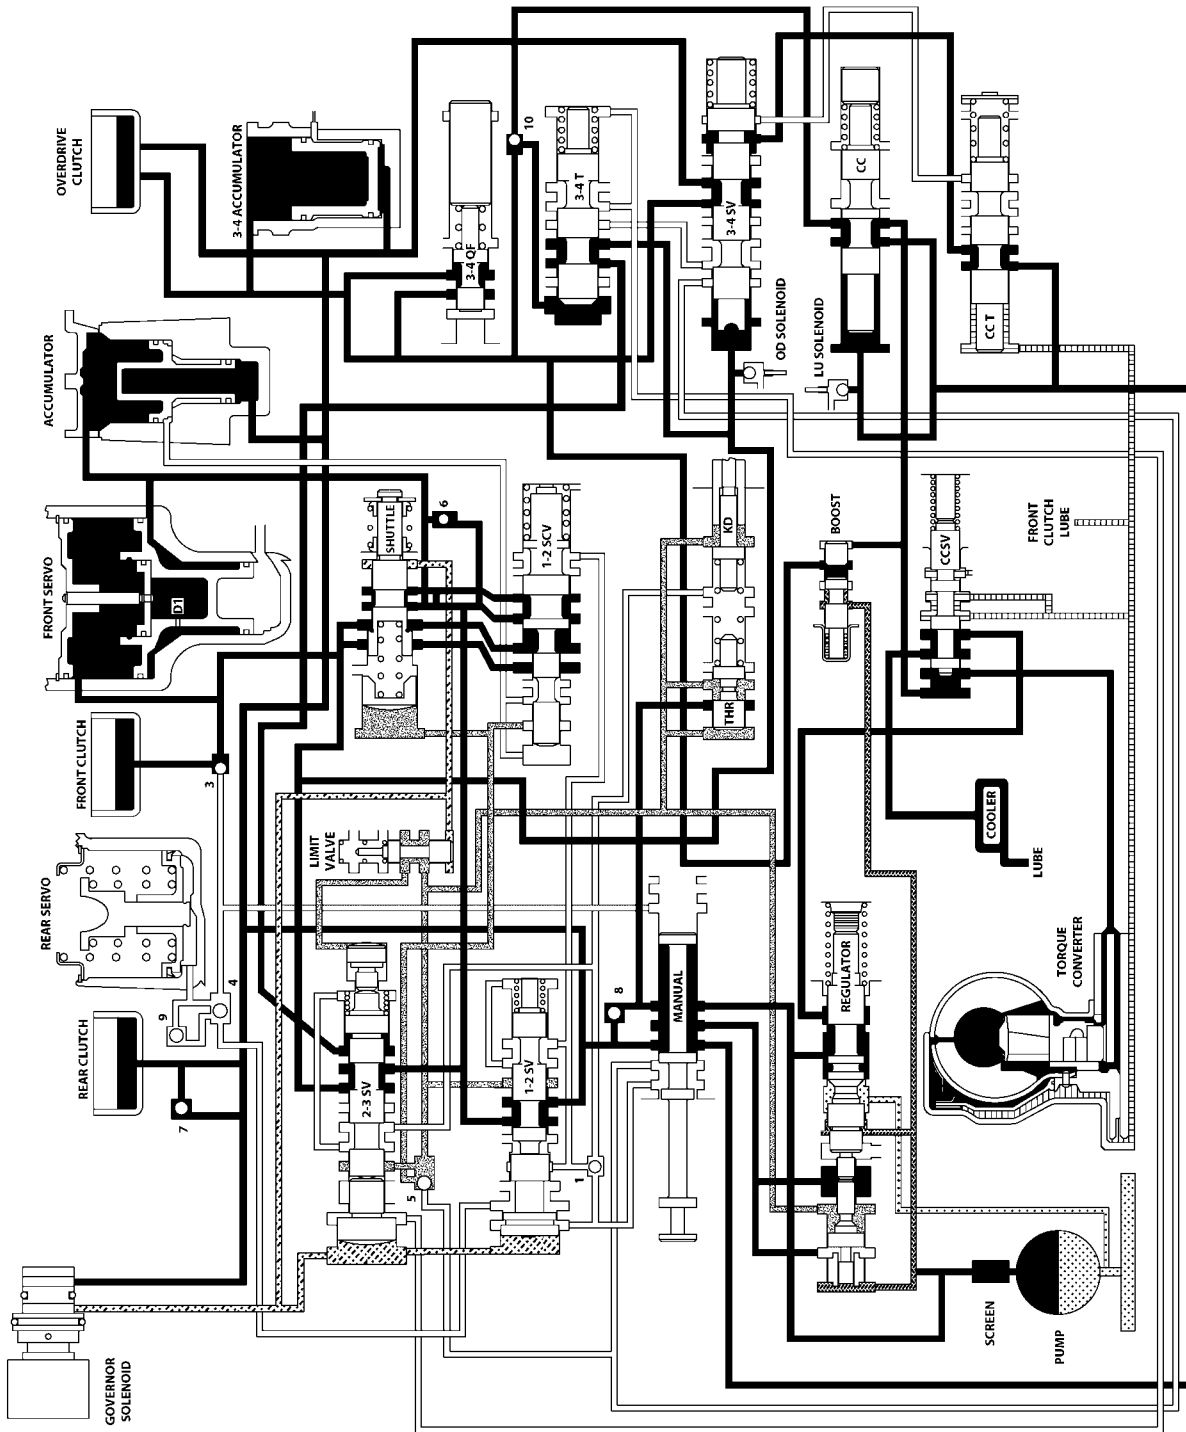 OVERDRIVE
CLUTCH
3-4 ACCUMULATOR
3-4 QF
10
3-4 T
3-4 SV
CC
CC T
OD SOLENOID
LU SOLENOID
ACCUMULATOR
FRONT SERVO
D1
SHUTTLE
6
1-2 SCV
KD
THR
BOOST
CCSV
FRONT
CLUTCH
LUBE
FRONT CLUTCH
3
LIMIT
VALVE
COOLER
LUBE
REAR SERVO
4
9
REAR CLUTCH
7
2-3 SV
5
1-2 SV
1
8
MANUAL
REGULATOR
TORQUE
CONVERTER
GOVERNOR
SOLENOID
SCREEN
PUMP